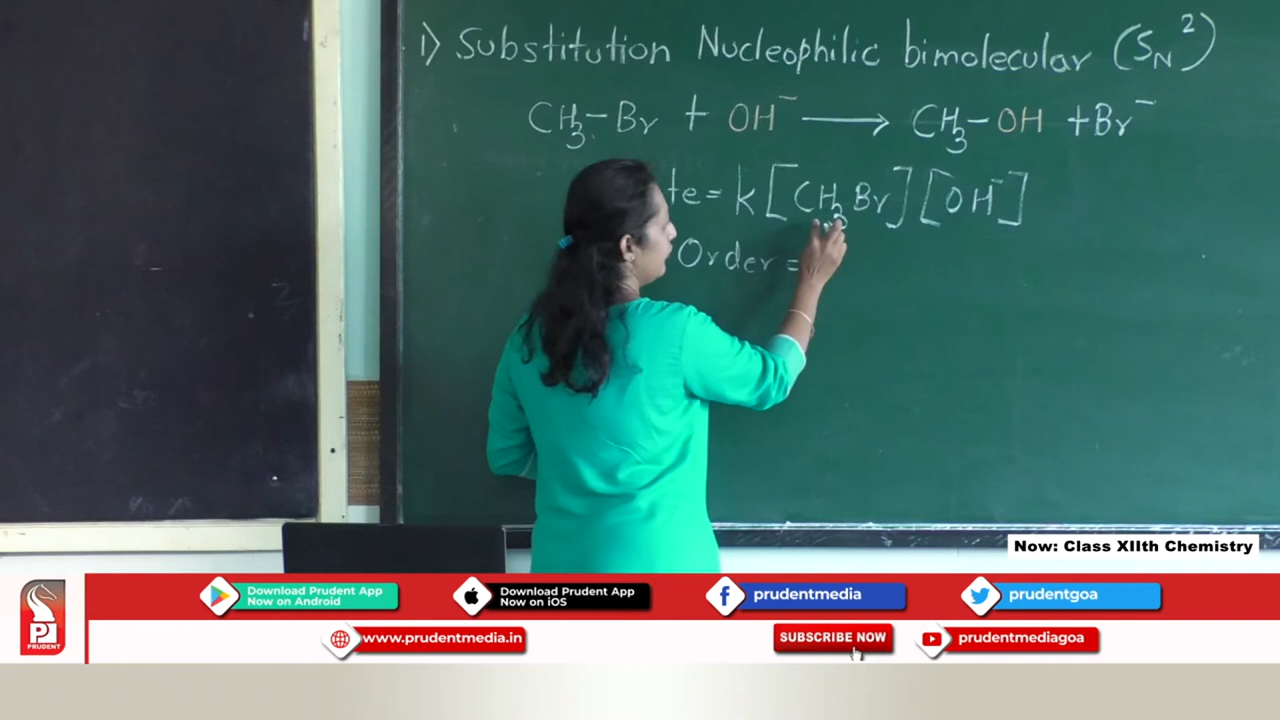 1) Substitution Nucleophilic bimolecular (SN²)
CH₃-Br + OH⁻ ⟶ CH₃-OH + Br⁻
te = k[CH₃Br][OH⁻]
Order =
Now: Class XIIth Chemistry
Download Prudent App
Now on Android
Download Prudent App
Now on iOS
prudentmedia
prudentgoa
PRUDENT
www.prudentmedia.in
SUBSCRIBE NOW
prudentmediagoa